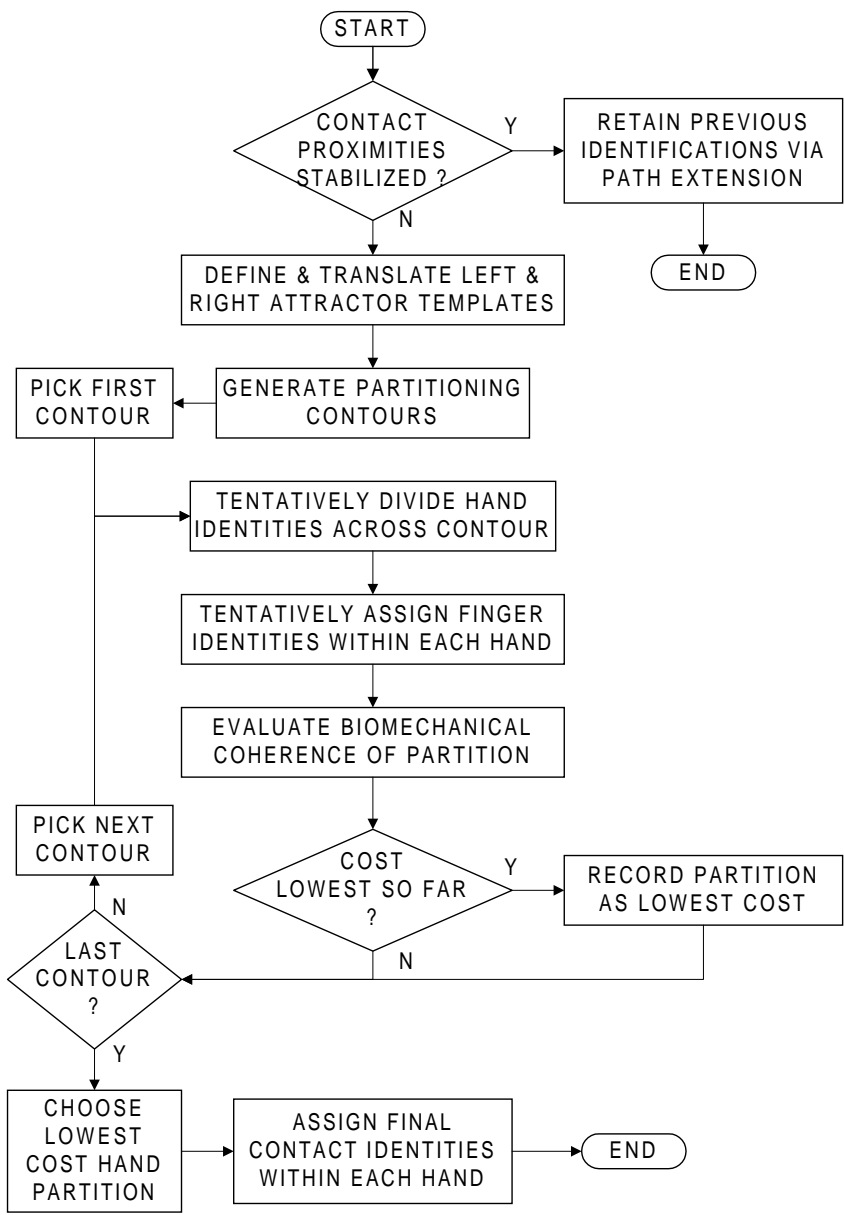 START
CONTACT
PROXIMITIES
STABILIZED ?
Y
RETAIN PREVIOUS
IDENTIFICATIONS VIA
PATH EXTENSION
END
N
DEFINE & TRANSLATE LEFT &
RIGHT ATTRACTOR TEMPLATES
GENERATE PARTITIONING
CONTOURS
PICK FIRST
CONTOUR
TENTATIVELY DIVIDE HAND
IDENTITIES ACROSS CONTOUR
TENTATIVELY ASSIGN FINGER
IDENTITIES WITHIN EACH HAND
EVALUATE BIOMECHANICAL
COHERENCE OF PARTITION
COST
LOWEST SO FAR
?
Y
RECORD PARTITION
AS LOWEST COST
N
LAST
CONTOUR
?
N
PICK NEXT
CONTOUR
Y
CHOOSE
LOWEST
COST HAND
PARTITION
ASSIGN FINAL
CONTACT IDENTITIES
WITHIN EACH HAND
END